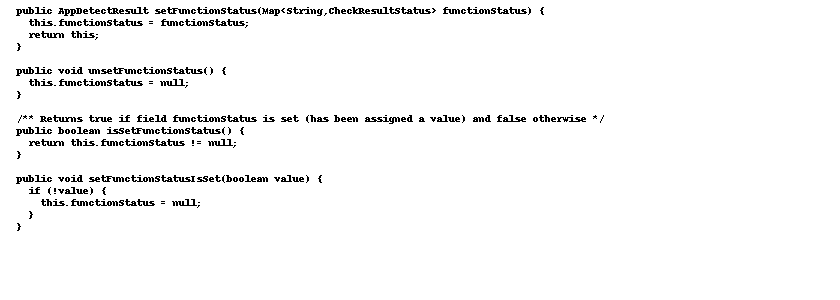 public AppDetectResult setFunctionStatus(Map<String,CheckResultStatus> functionStatus) {
this.functionStatus = functionStatus;
return this;
}
public void unsetFunctionStatus() {
this.functionStatus = null;
}
/** Returns true if field functionStatus is set (has been assigned a value) and false otherwise */
public boolean isSetFunctionStatus() {
return this.functionStatus != null;
}
public void setFunctionStatusIsSet(boolean value) {
if (!value) {
this.functionStatus = null;
}
}